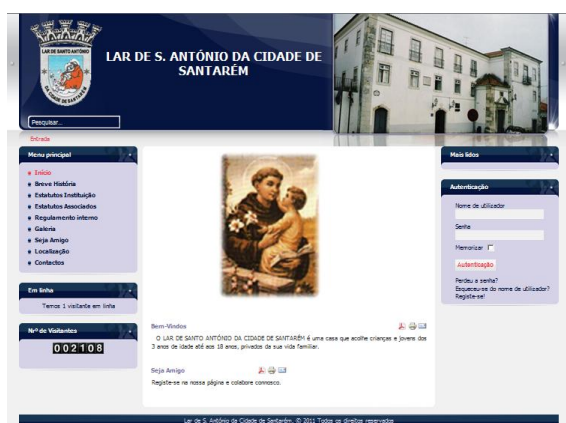 LAR DE SANTO ANTÓNIO
DA CIDADE DE SANTARÉM
LAR DE S. ANTÓNIO DA CIDADE DE
SANTARÉM
Pesquisar...
Entrada
Menu principal
Início
Breve História
Estatutos Instituição
Estatutos Associados
Regulamento interno
Galeria
Seja Amigo
Localização
Contactos
Em linha
Temos 1 visitante em linha
Nrº de Visitantes
002108
Bem-Vindos
O LAR DE SANTO ANTÓNIO DA CIDADE DE SANTARÉM é uma casa que acolhe crianças e jovens dos
3 anos de idade até aos 18 anos, privados da sua vida familiar.
Seja Amigo
Registe-se na nossa página e colabore connosco.
Mais lidos
Autenticação
Nome de utilizador
Senha
Memorizar
Autenticação
Perdeu a senha?
Esqueceu-se do nome de utilizador?
Registe-se!
Lar de S. António da Cidade de Santarém, © 2011 Todos os direitos reservados